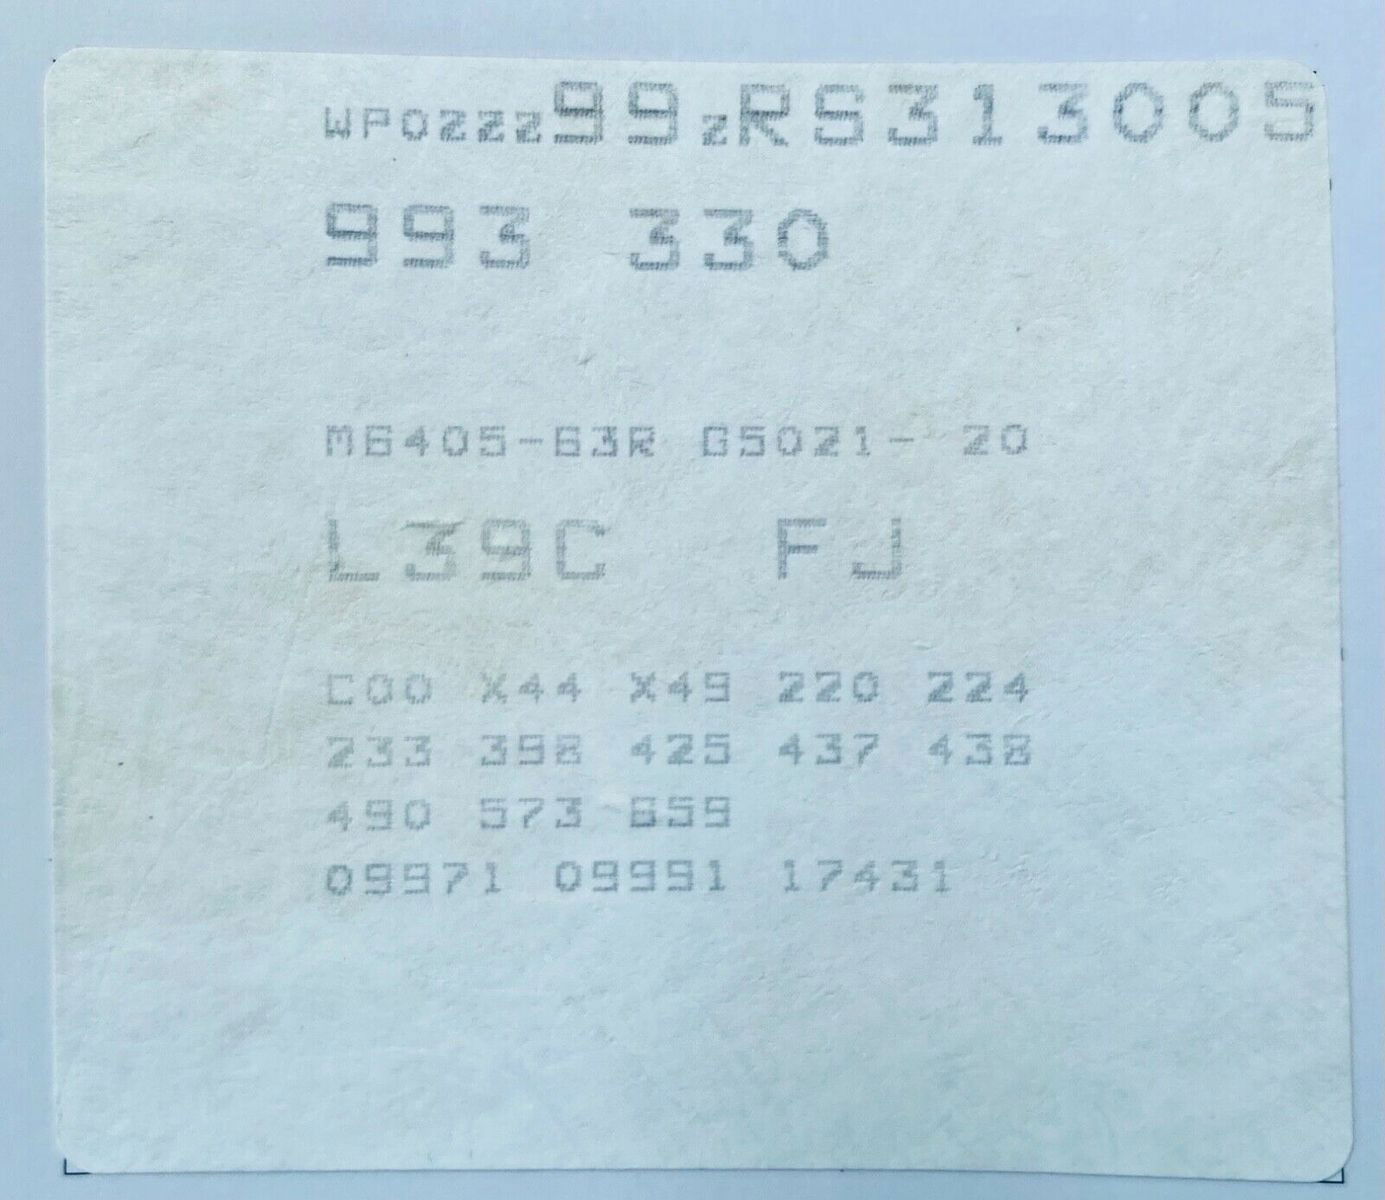 WP0ZZZ99ZRS313005
993 330
M6405-63R G5021- 20
L39C FJ
C00 X44 X49 220 224
233 398 425 437 438
490 573 659
09971 09991 17431